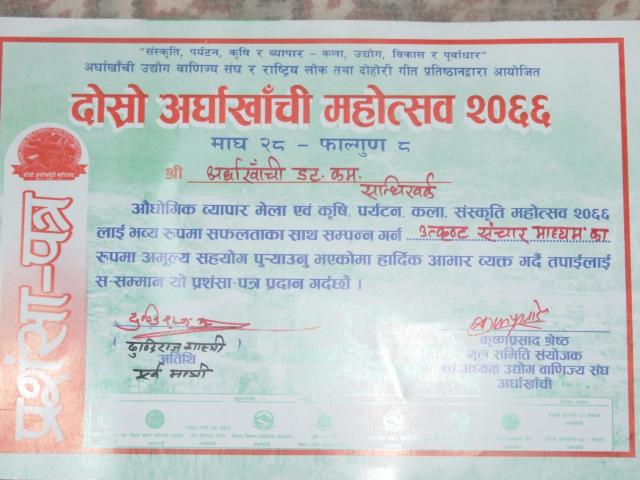 "संस्कृति, पर्यटन, कृषि र ब्यापार – कला, उद्योग, विकास र पूर्वाधार"
अर्घाखाँची उद्योग वाणिज्य संघ र राष्ट्रिय लोक तथा दोहोरी गीत प्रतिष्ठानद्वारा आयोजित
दोस्रो अर्घाखाँची महोत्सव २०६६
माघ २८ – फाल्गुण ८
श्री अर्घाखाँची डट. कम.
सन्धिखर्क
औधोगिक ब्यापार मेला एवं कृषि, पर्यटन, कला, संस्कृति महोत्सव २०६६
लाई भब्य रुपमा सफलताका साथ सम्पन्न गर्न उत्कृष्ट संचार माध्यम का
रुपमा अमूल्य सहयोग पुऱ्याउनु भएकोमा हार्दिक आभार ब्यक्त गर्दै तपाईलाई
स-सम्मान यो प्रशंसा-पत्र प्रदान गर्दछौं ।
प्रशंसा-पत्र
( ढुण्डिराज शास्त्री )
अतिथि
पूर्व मन्त्री
कृष्णप्रसाद श्रेष्ठ
मूल समिति संयोजक
एवं अध्यक्ष उद्योग वाणिज्य संघ
अर्घाखाँची